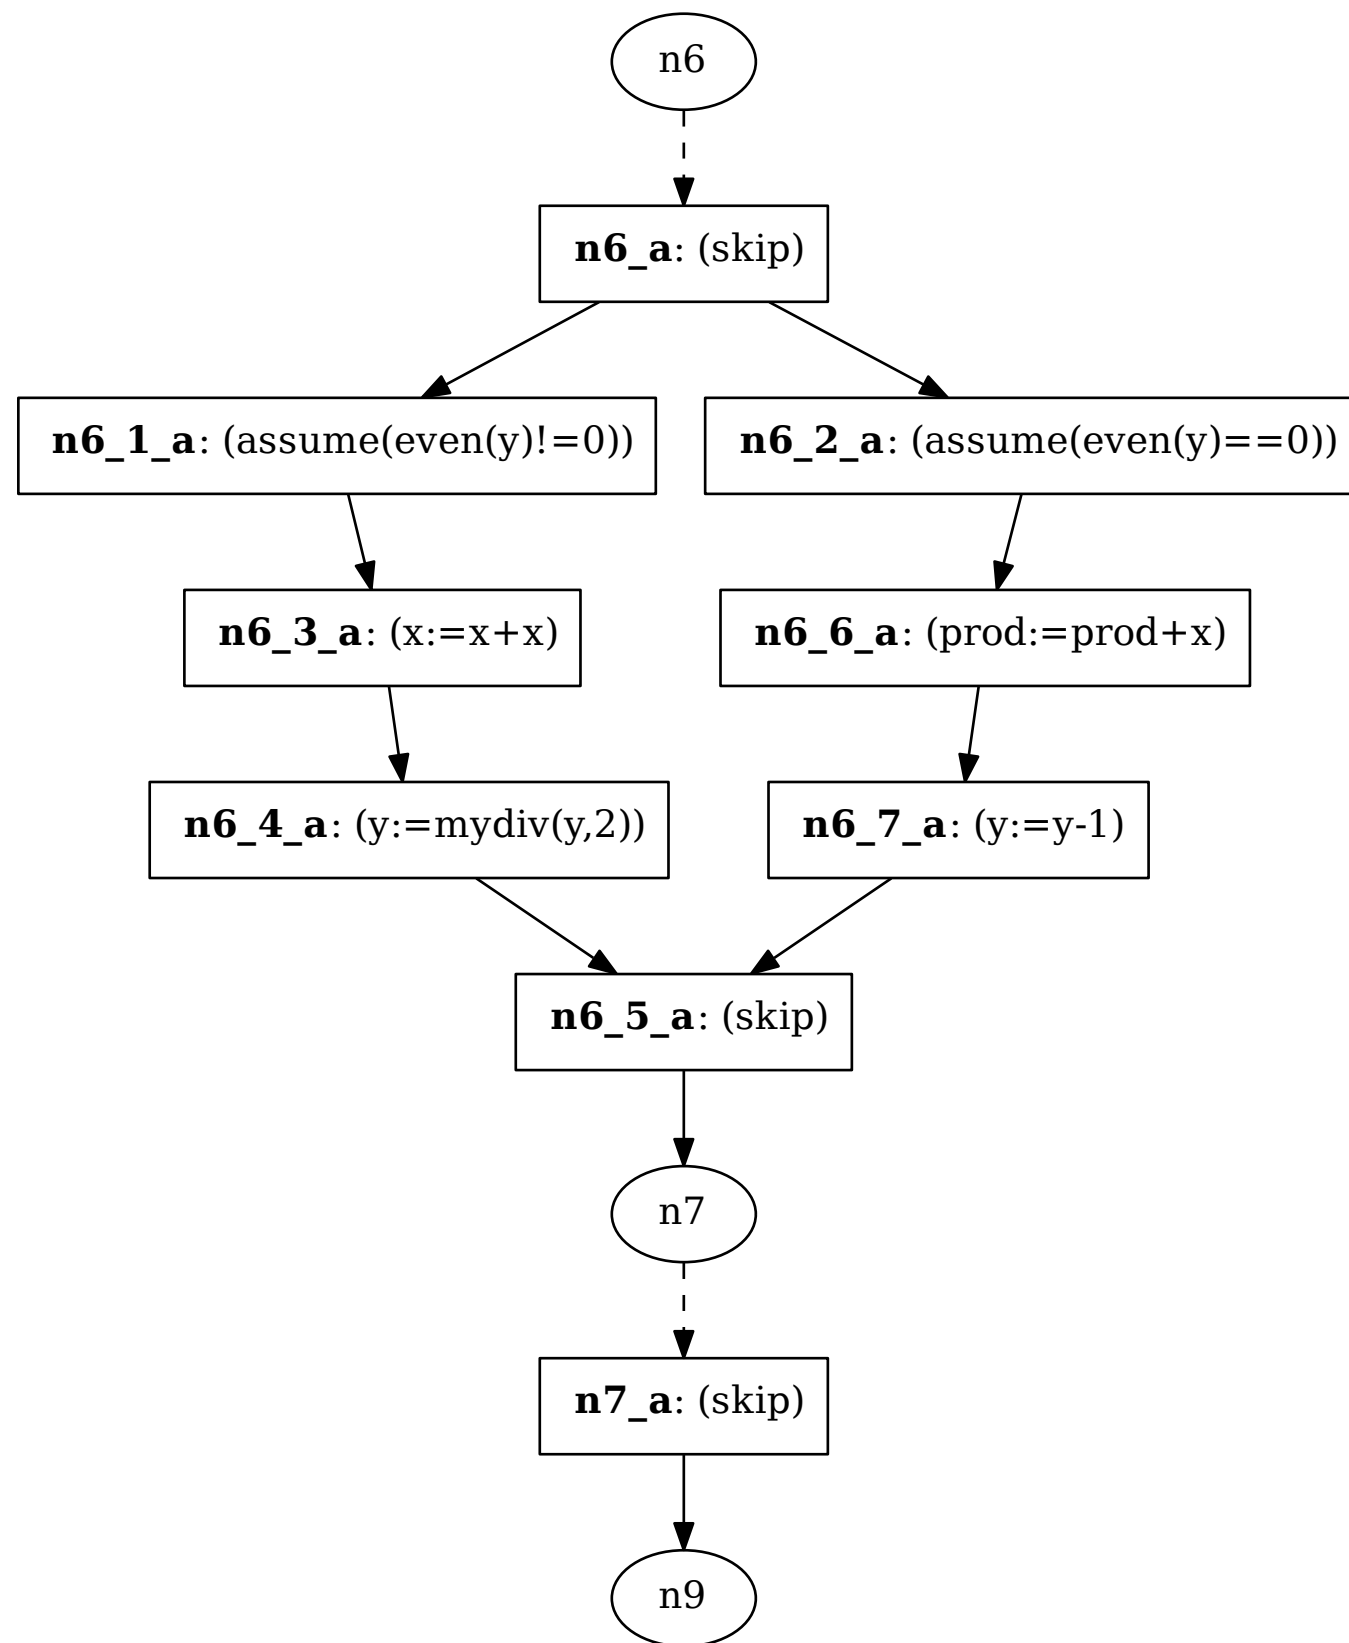 n6
n6_a: (skip)
n6_1_a: (assume(even(y)!=0))
n6_2_a: (assume(even(y)==0))
n6_3_a: (x:=x+x)
n6_6_a: (prod:=prod+x)
n6_4_a: (y:=mydiv(y,2))
n6_7_a: (y:=y-1)
n6_5_a: (skip)
n7
n7_a: (skip)
n9